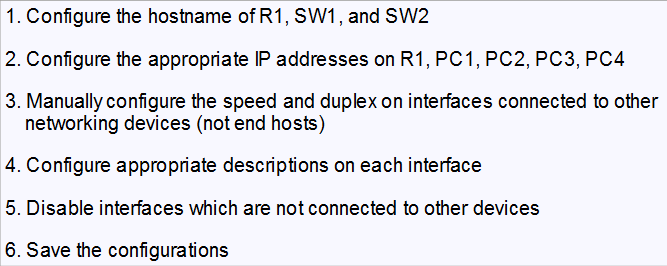 1. Configure the hostname of R1, SW1, and SW2
2. Configure the appropriate IP addresses on R1, PC1, PC2, PC3, PC4
3. Manually configure the speed and duplex on interfaces connected to other
networking devices (not end hosts)
4. Configure appropriate descriptions on each interface
5. Disable interfaces which are not connected to other devices
6. Save the configurations